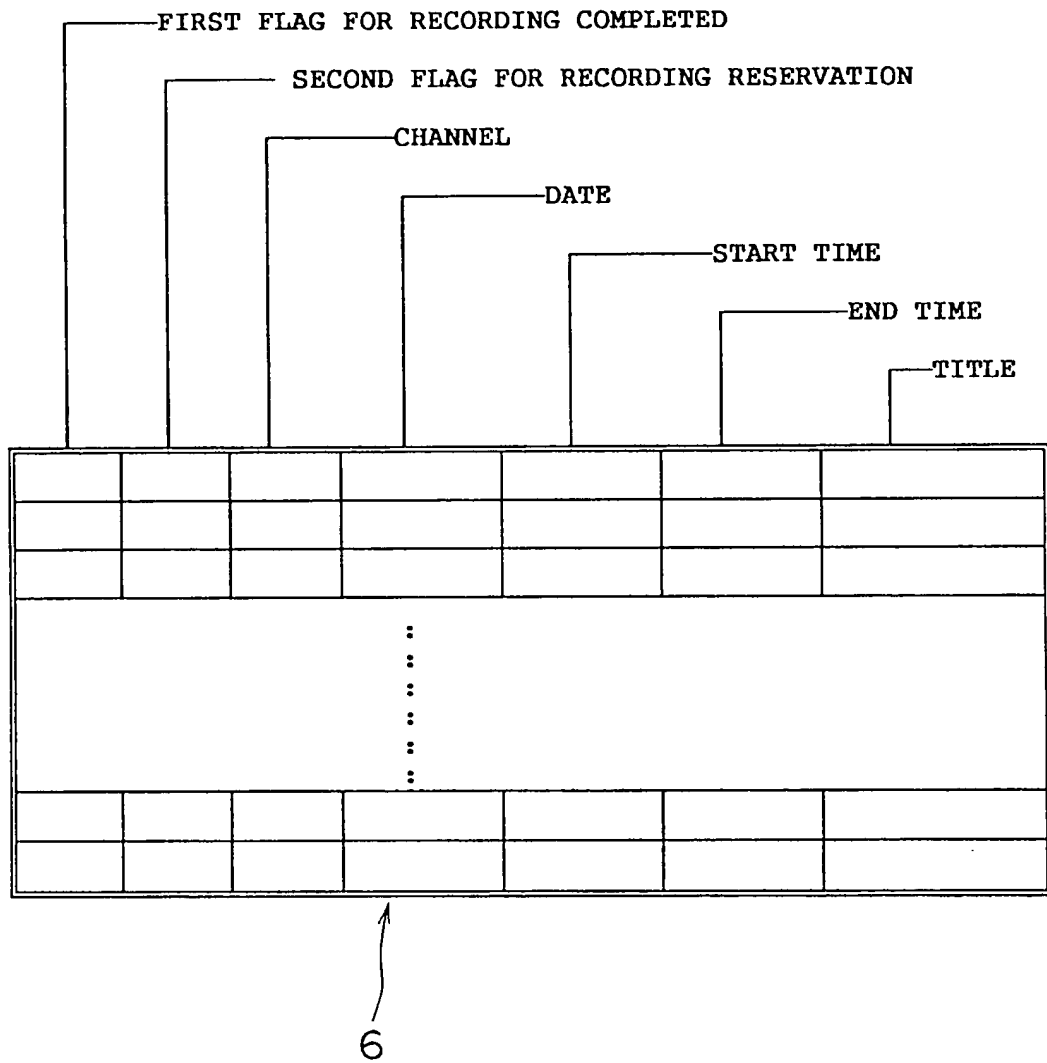 FIRST FLAG FOR RECORDING COMPLETED
SECOND FLAG FOR RECORDING RESERVATION
CHANNEL
DATE
START TIME
END TIME
TITLE
6